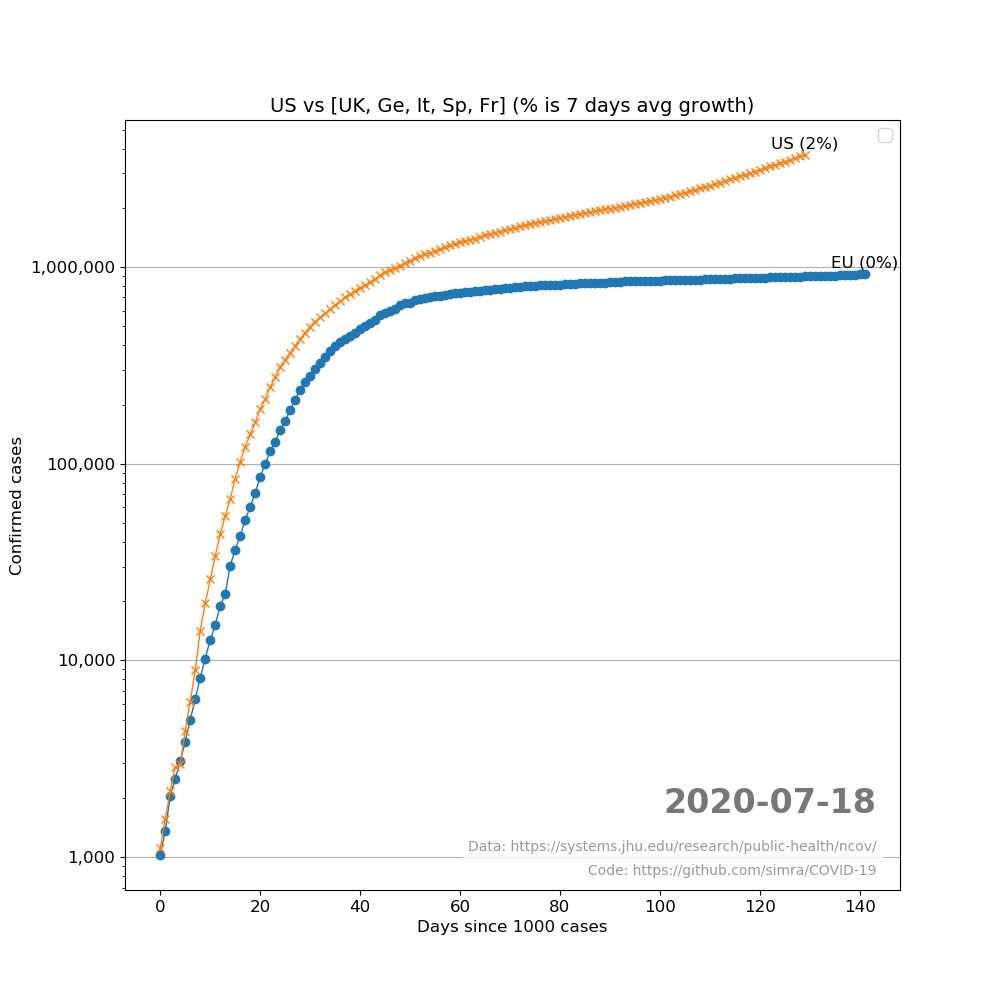 US vs [UK, Ge, It, Sp, Fr] (% is 7 days avg growth)
US (2%)
EU (0%)
1,000,000
100,000
10,000
1,000
Confirmed cases
2020-07-18
Data: https://systems.jhu.edu/research/public-health/ncov/
Code: https://github.com/simra/COVID-19
0 20 40 60 80 100 120 140
Days since 1000 cases